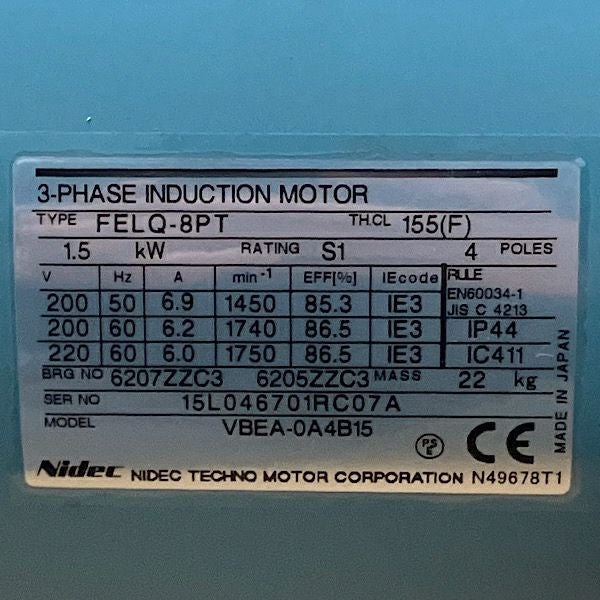 3-PHASE INDUCTION MOTOR
TYPE FELQ-8PT TH.CL 155(F)
1.5 kW RATING S1 4 POLES
V Hz A min⁻¹ EFF[%] IEcode RULE
EN60034-1
200 50 6.9 1450 85.3 IE3 JIS C 4213
200 60 6.2 1740 86.5 IE3 IP44
220 60 6.0 1750 86.5 IE3 IC411
BRG NO 6207ZZC3 6205ZZC3 MASS 22 kg
SER NO 15L046701RC07A
MODEL VBEA-0A4B15
PS
E
CE
MADE IN JAPAN
Nidec NIDEC TECHNO MOTOR CORPORATION N49678T1